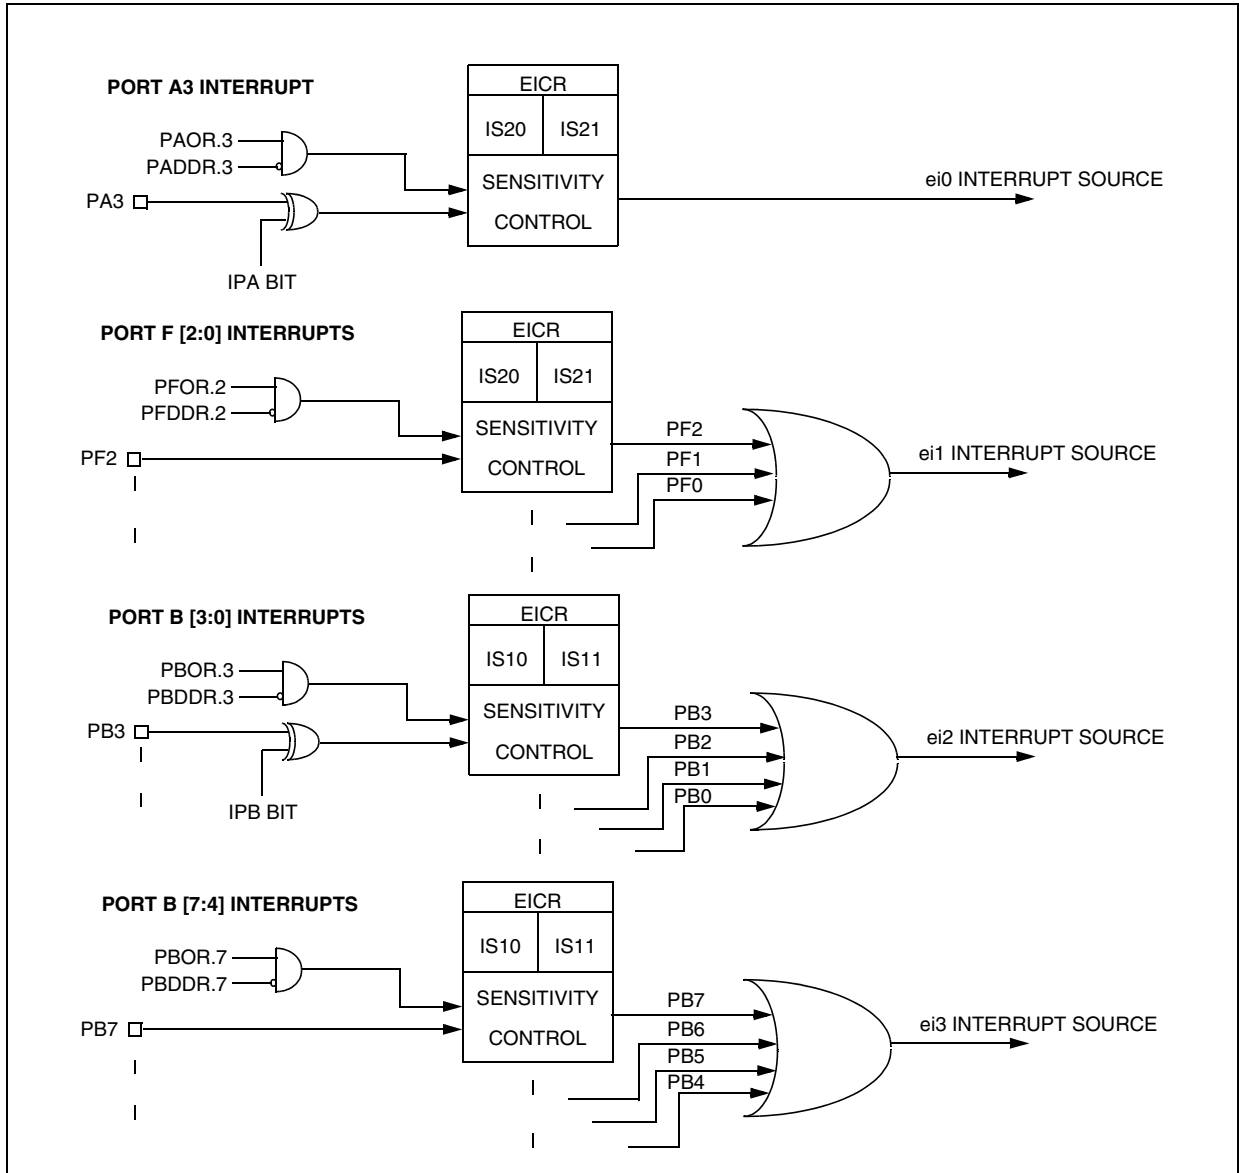 PORT A3 INTERRUPT
EICR
IS20 IS21
PAOR.3
PADDR.3
SENSITIVITY
CONTROL
PA3
IPA BIT
ei0 INTERRUPT SOURCE
PORT F [2:0] INTERRUPTS
EICR
IS20 IS21
PFOR.2
PFDDR.2
SENSITIVITY
CONTROL
PF2
PF2
PF1
PF0
ei1 INTERRUPT SOURCE
PORT B [3:0] INTERRUPTS
EICR
IS10 IS11
PBOR.3
PBDDR.3
SENSITIVITY
CONTROL
PB3
IPB BIT
PB3
PB2
PB1
PB0
ei2 INTERRUPT SOURCE
PORT B [7:4] INTERRUPTS
EICR
IS10 IS11
PBOR.7
PBDDR.7
SENSITIVITY
CONTROL
PB7
PB7
PB6
PB5
PB4
ei3 INTERRUPT SOURCE